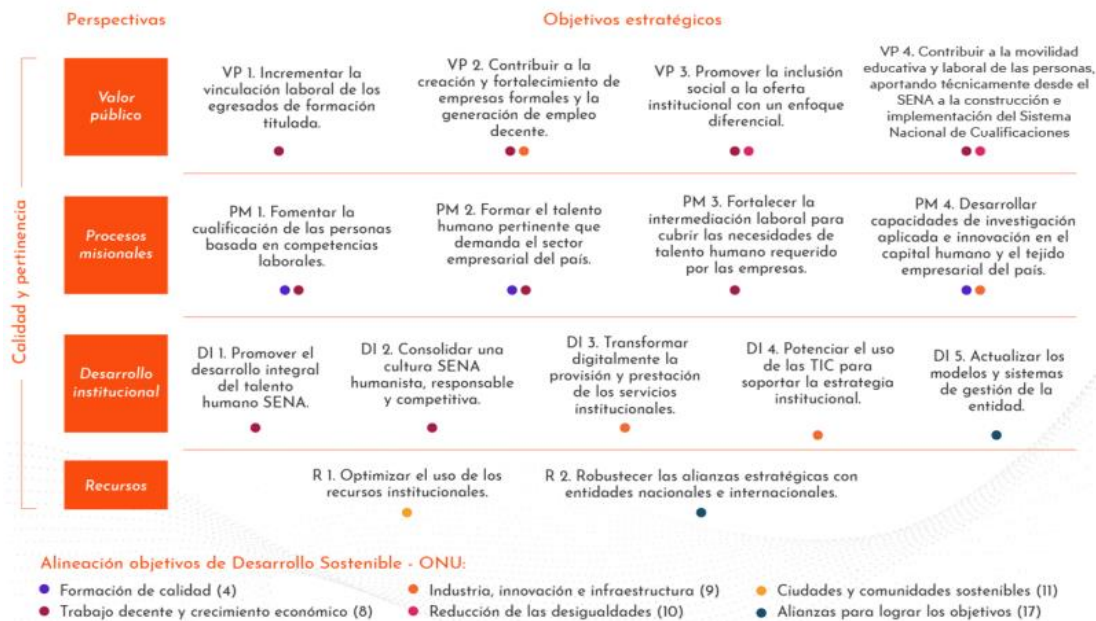 Perspectivas
Objetivos estratégicos
Calidad y pertinencia
Valor
público
VP 1. Incrementar la
vinculación laboral de los
egresados de formación
titulada.
VP 2. Contribuir a la
creación y fortalecimiento de
empresas formales y la
generación de empleo
decente.
VP 3. Promover la inclusión
social a la oferta
institucional con un enfoque
diferencial.
VP 4. Contribuir a la movilidad
educativa y laboral de las personas,
aportando técnicamente desde el
SENA a la construcción e
implementación del Sistema
Nacional de Cualificaciones
Procesos
misionales
PM 1. Fomentar la
cualificación de las personas
basada en competencias
laborales.
PM 2. Formar el talento
humano pertinente que
demanda el sector
empresarial del país.
PM 3. Fortalecer la
intermediación laboral para
cubrir las necesidades de
talento humano requerido
por las empresas.
PM 4. Desarrollar
capacidades de investigación
aplicada e innovación en el
capital humano y el tejido
empresarial del país.
Desarrollo
institucional
DI 1. Promover el
desarrollo integral
del talento
humano SENA.
DI 2. Consolidar una
cultura SENA
humanista, responsable
y competitiva.
DI 3. Transformar
digitalmente la
provisión y prestación
de los servicios
institucionales.
DI 4. Potenciar el uso
de las TIC para
soportar la estrategia
institucional.
DI 5. Actualizar los
modelos y sistemas
de gestión de la
entidad.
Recursos
R 1. Optimizar el uso de los
recursos institucionales.
R 2. Robustecer las alianzas estratégicas con
entidades nacionales e internacionales.
Alineación objetivos de Desarrollo Sostenible - ONU:
Formación de calidad (4)
Trabajo decente y crecimiento económico (8)
Industria, innovación e infraestructura (9)
Reducción de las desigualdades (10)
Ciudades y comunidades sostenibles (11)
Alianzas para lograr los objetivos (17)